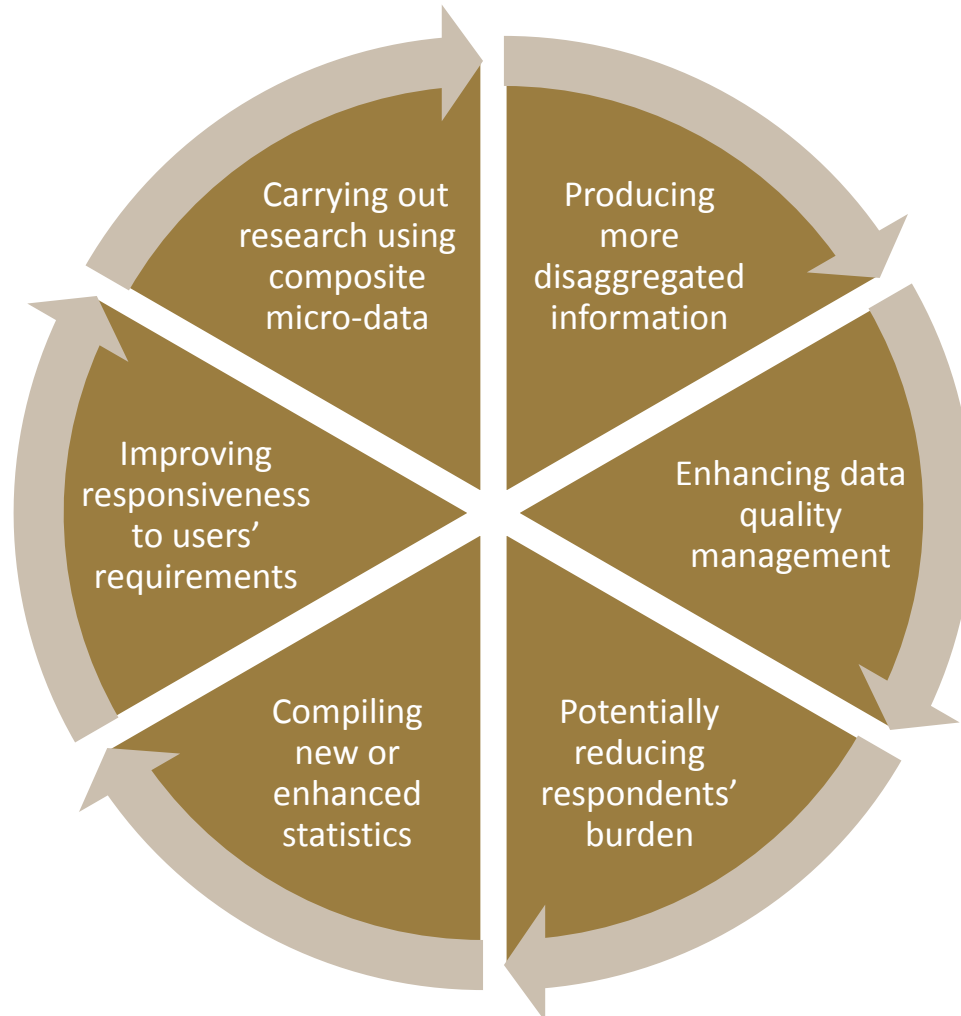 Carrying out
research using
composite
micro-data
Producing
more
disaggregated
information
Enhancing data
quality
management
Potentially
reducing
respondents’
burden
Compiling
new or
enhanced
statistics
Improving
responsiveness
to users’
requirements